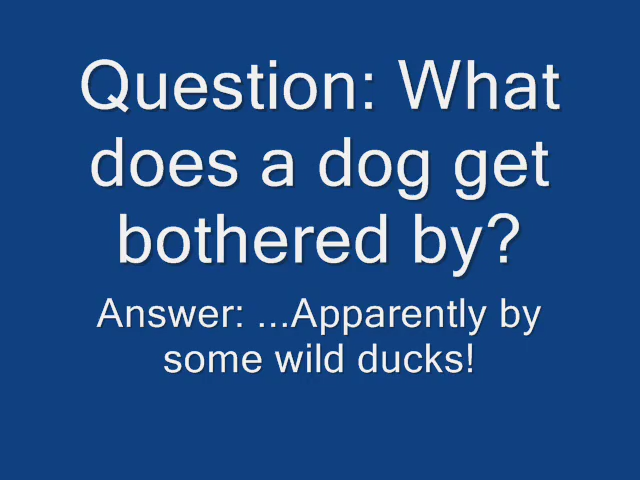 Question: What
does a dog get
bothered by?
Answer: ...Apparently by
some wild ducks!